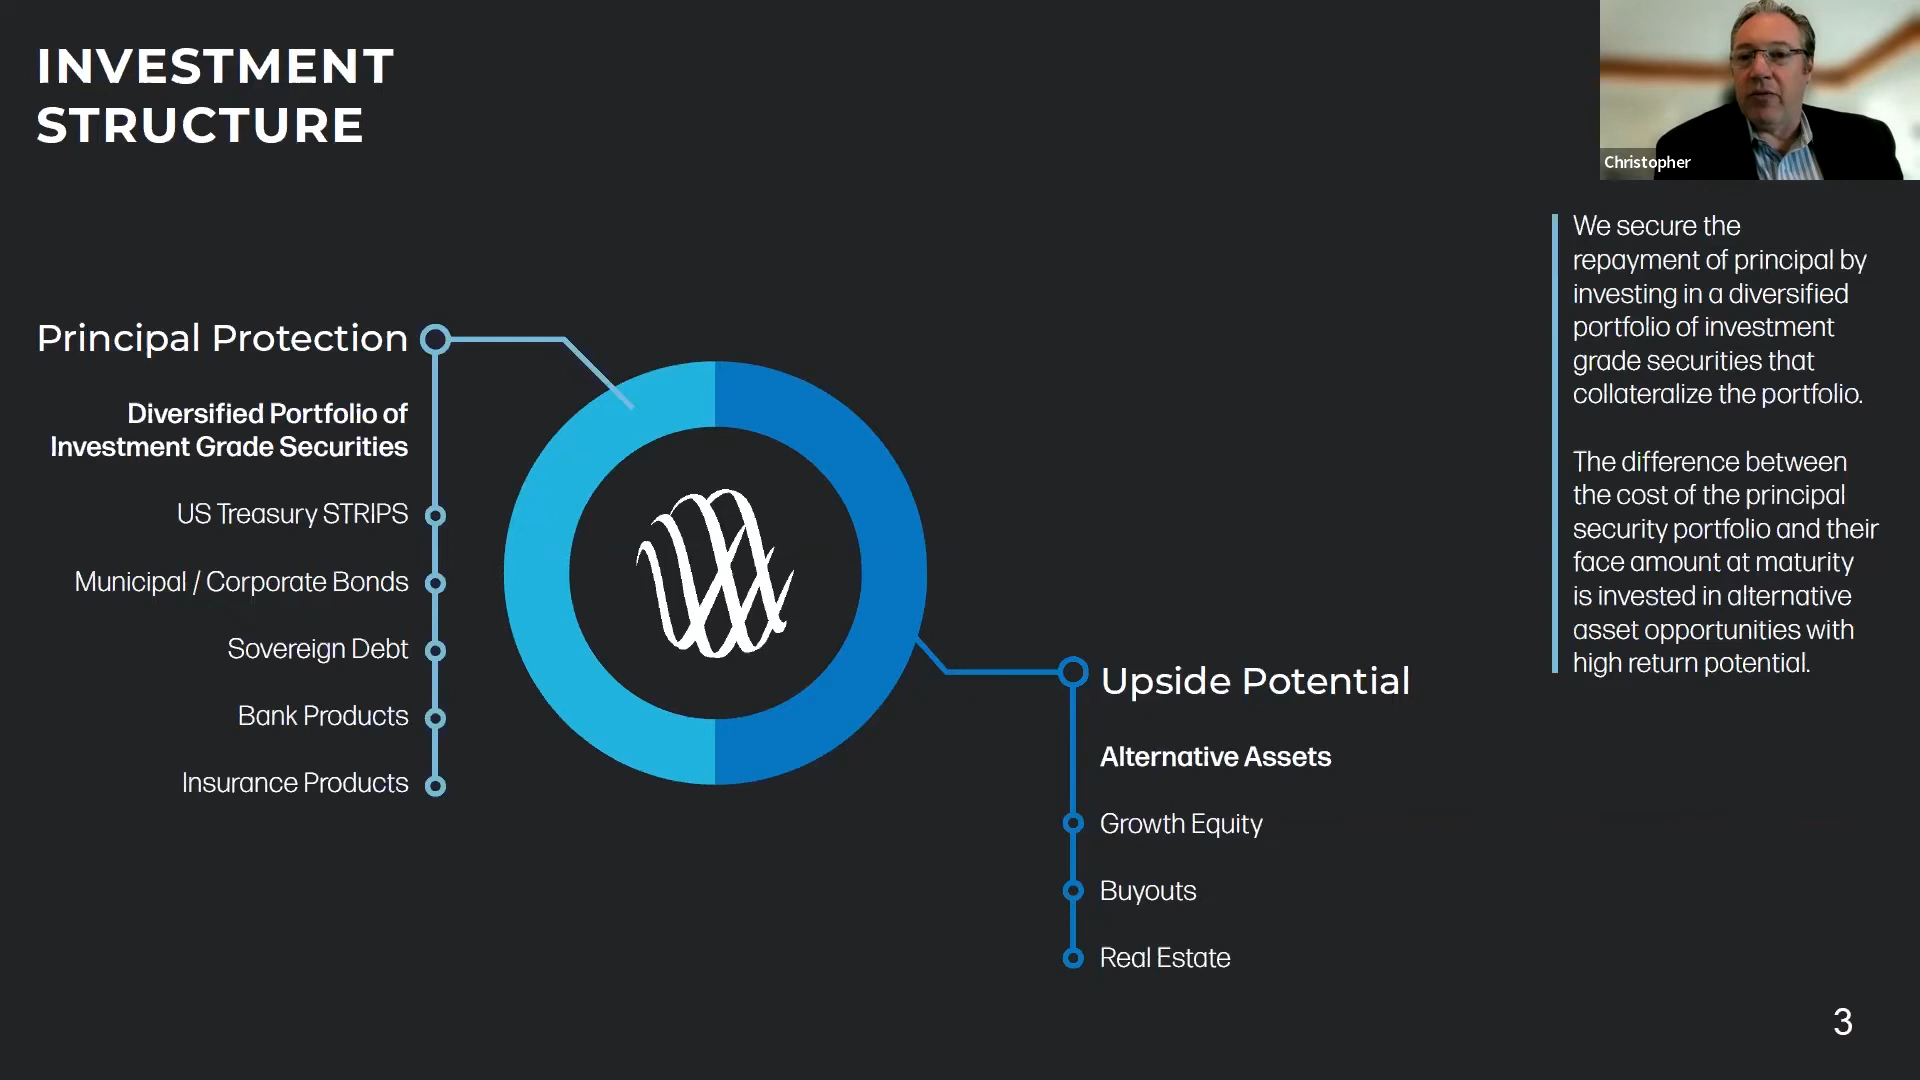 INVESTMENT
STRUCTURE
Christopher
We secure the
repayment of principal by
investing in a diversified
portfolio of investment
grade securities that
collateralize the portfolio.
The difference between
the cost of the principal
security portfolio and their
face amount at maturity
is invested in alternative
asset opportunities with
high return potential.
Principal Protection
Diversified Portfolio of
Investment Grade Securities
US Treasury STRIPS
Municipal / Corporate Bonds
Sovereign Debt
Bank Products
Insurance Products
Upside Potential
Alternative Assets
Growth Equity
Buyouts
Real Estate
3